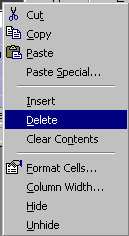 Cut
Copy
Paste
Paste Special...
Insert
Delete
Clear Contents
Format Cells...
Column Width...
Hide
Unhide